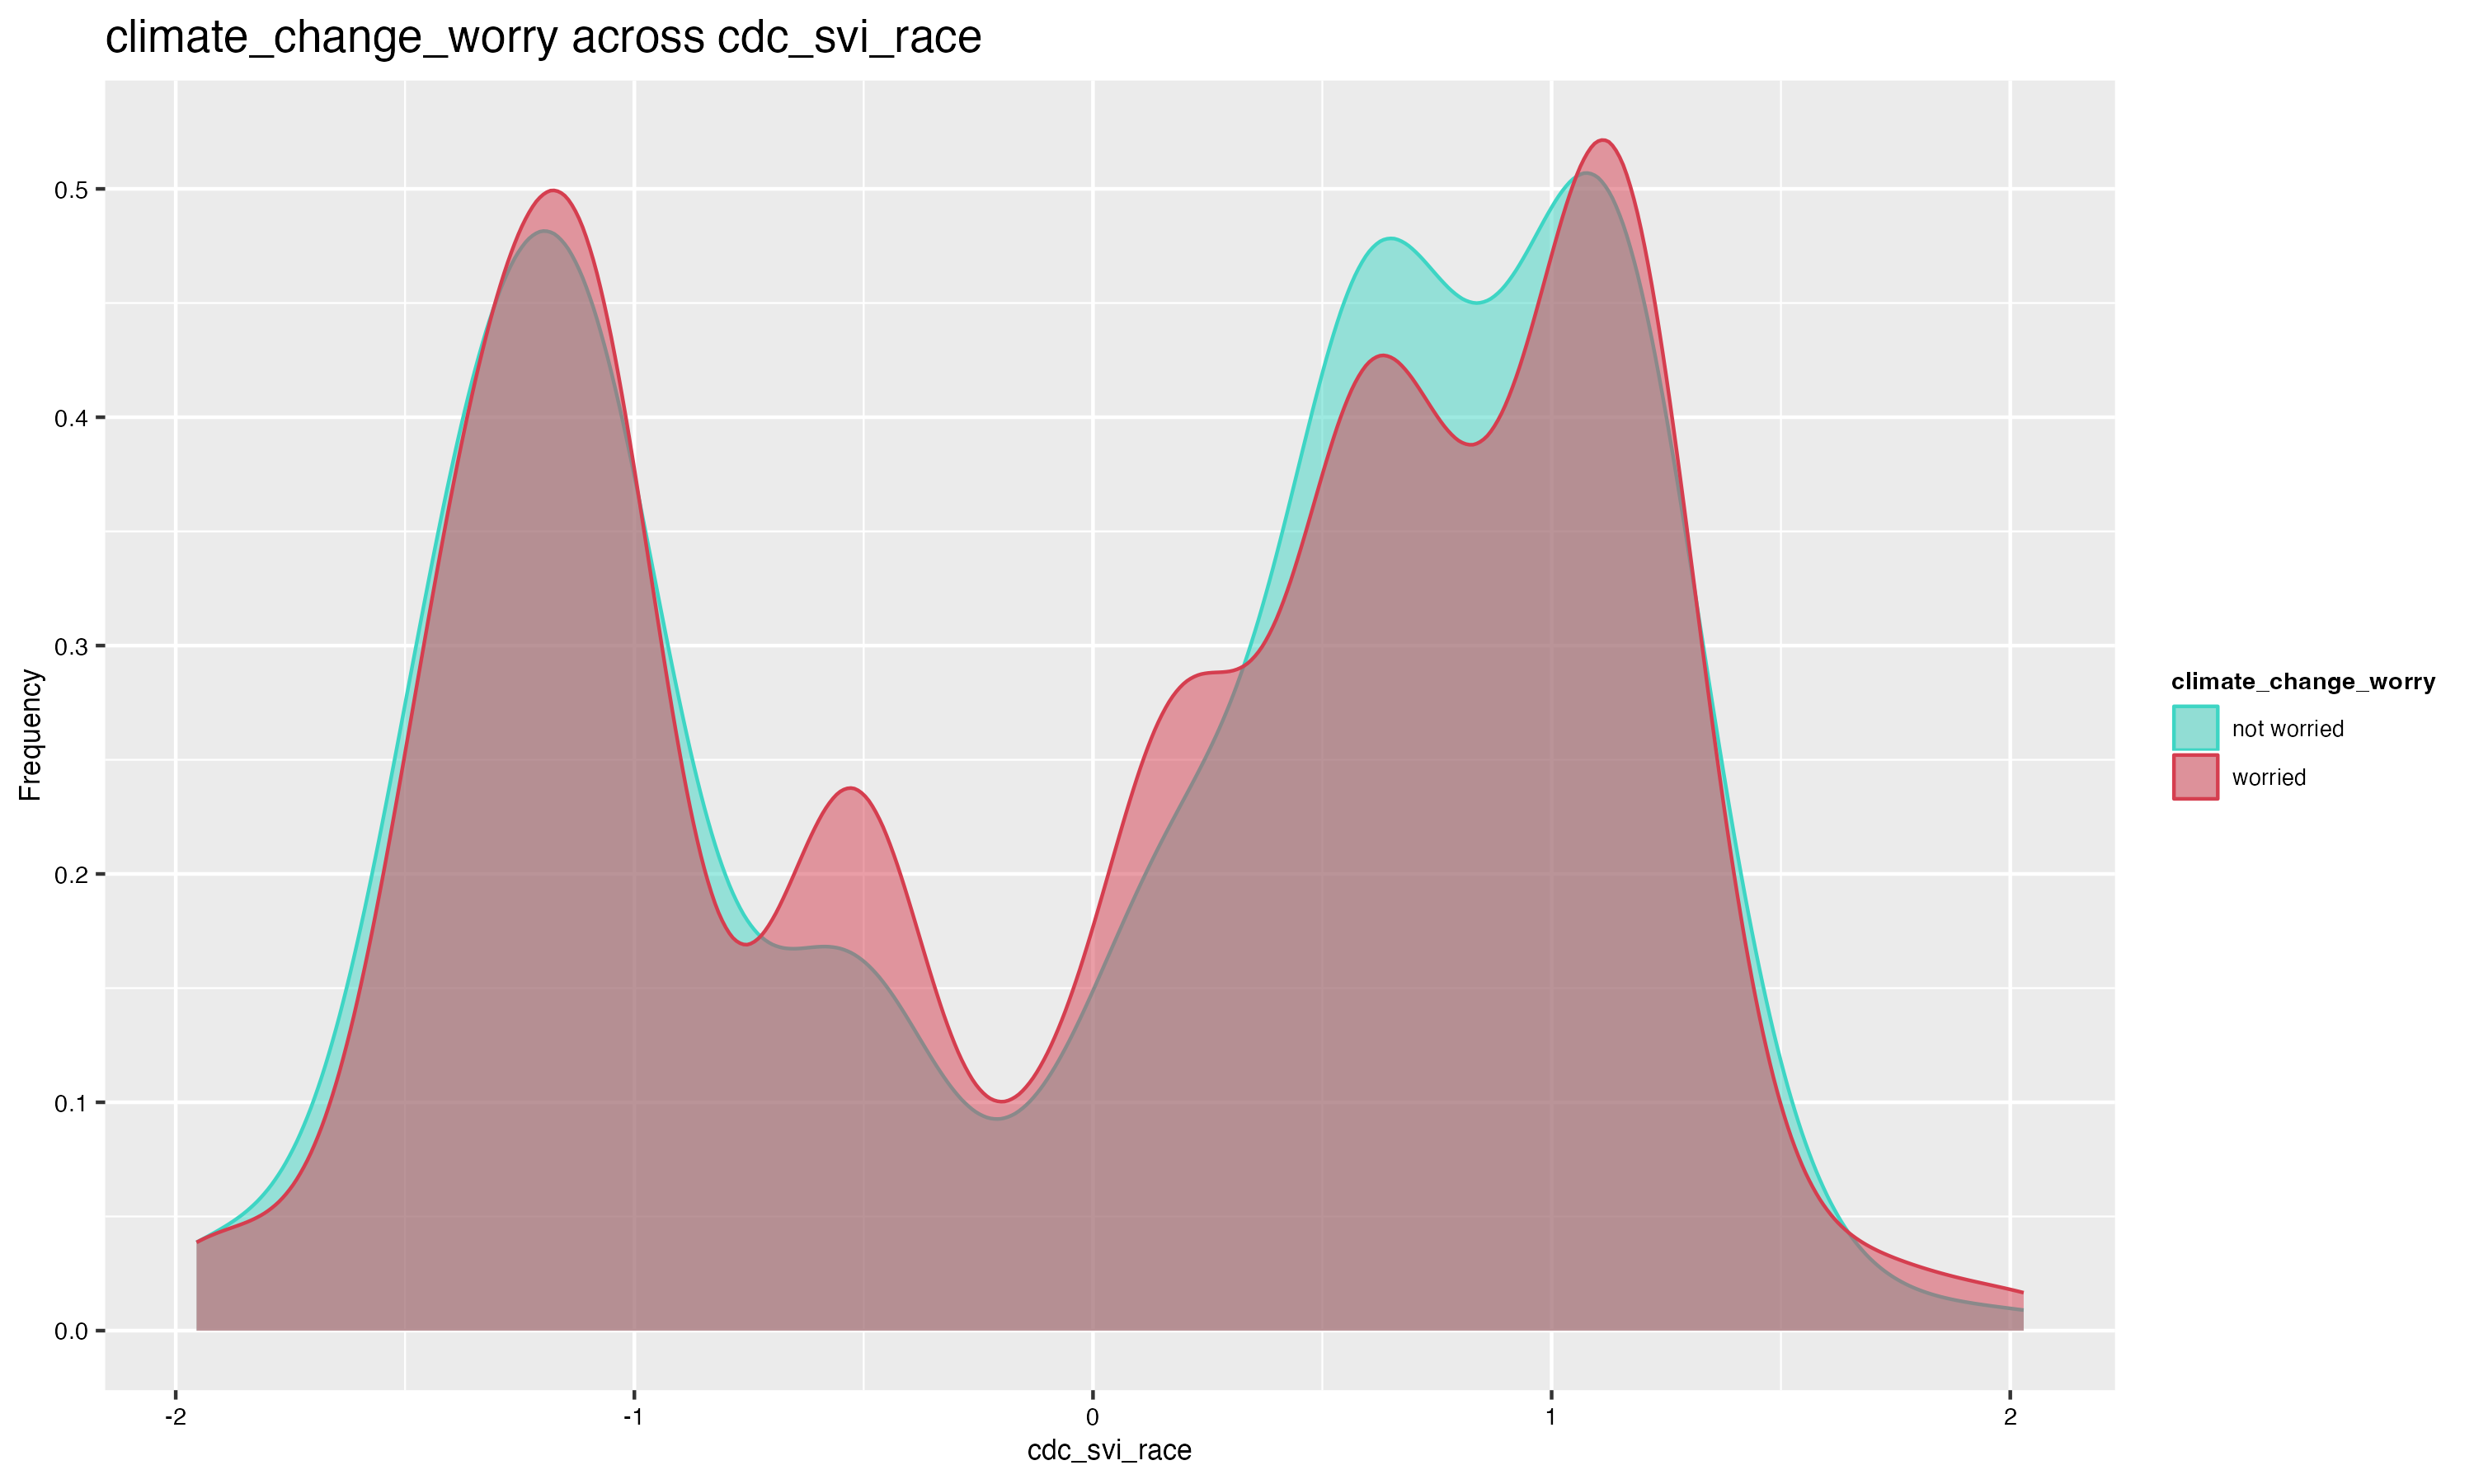 climate_change_worry across cdc_svi_race
0.5
0.4
0.3
0.2
0.1
0.0
Frequency
-2
-1
0
1
2
cdc_svi_race
climate_change_worry
not worried
worried